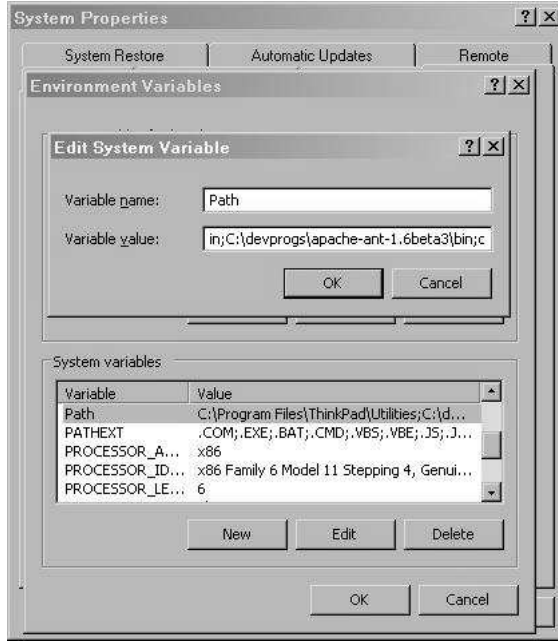 System Properties
System Restore Automatic Updates Remote
Environment Variables
Edit System Variable
Variable name: Path
Variable value: in;C:\devprogs\apache-ant-1.6beta3\bin;c
OK Cancel
System variables
Variable Value
Path C:\Program Files\ThinkPad\Utilities;C:\d...
PATHEXT .COM;.EXE;.BAT;.CMD;.VBS;.VBE;.JS;.J...
PROCESSOR_A... x86
PROCESSOR_ID... x86 Family 6 Model 11 Stepping 4, Genui...
PROCESSOR_LE... 6
New Edit Delete
OK Cancel